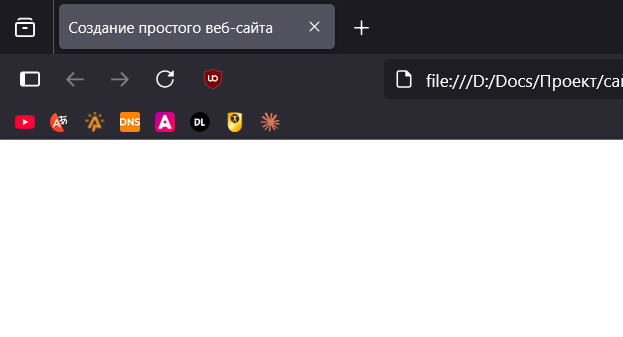 Создание простого веб-сайта
file:///D:/Docs/Проект/са
DNS
A
DL